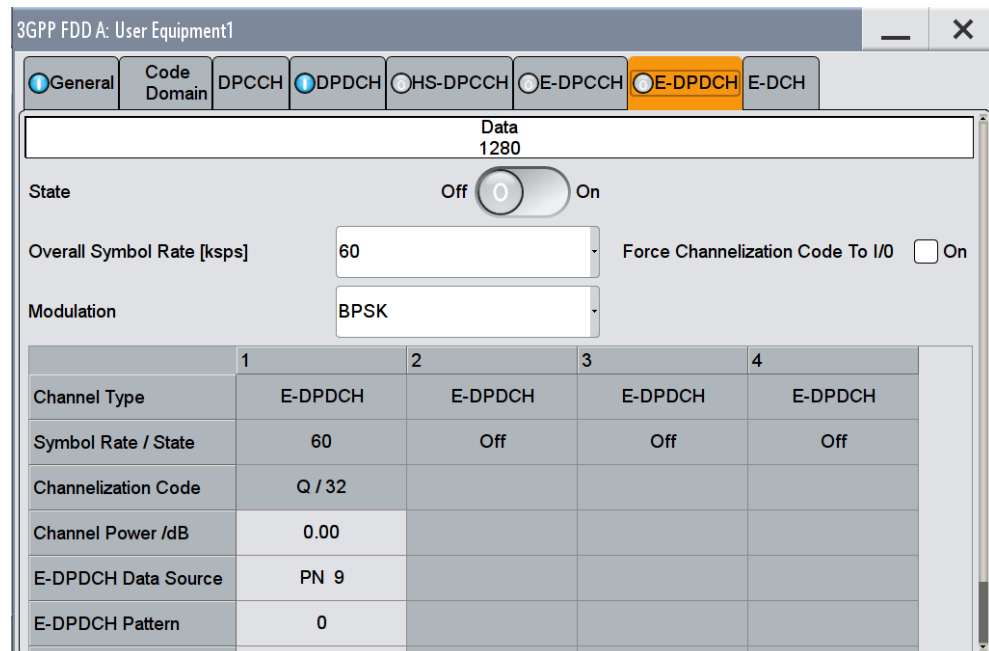 3GPP FDD A: User Equipment1
General
Code
Domain
DPCCH
DPDCH
HS-DPCCH
E-DPCCH
E-DPDCH
E-DCH
Data
1280
State Off 0 On
Overall Symbol Rate [ksps] 60 Force Channelization Code To I/0 On
Modulation BPSK
1 2 3 4
Channel Type E-DPDCH E-DPDCH E-DPDCH E-DPDCH
Symbol Rate / State 60 Off Off Off
Channelization Code Q / 32
Channel Power /dB 0.00
E-DPDCH Data Source PN 9
E-DPDCH Pattern 0